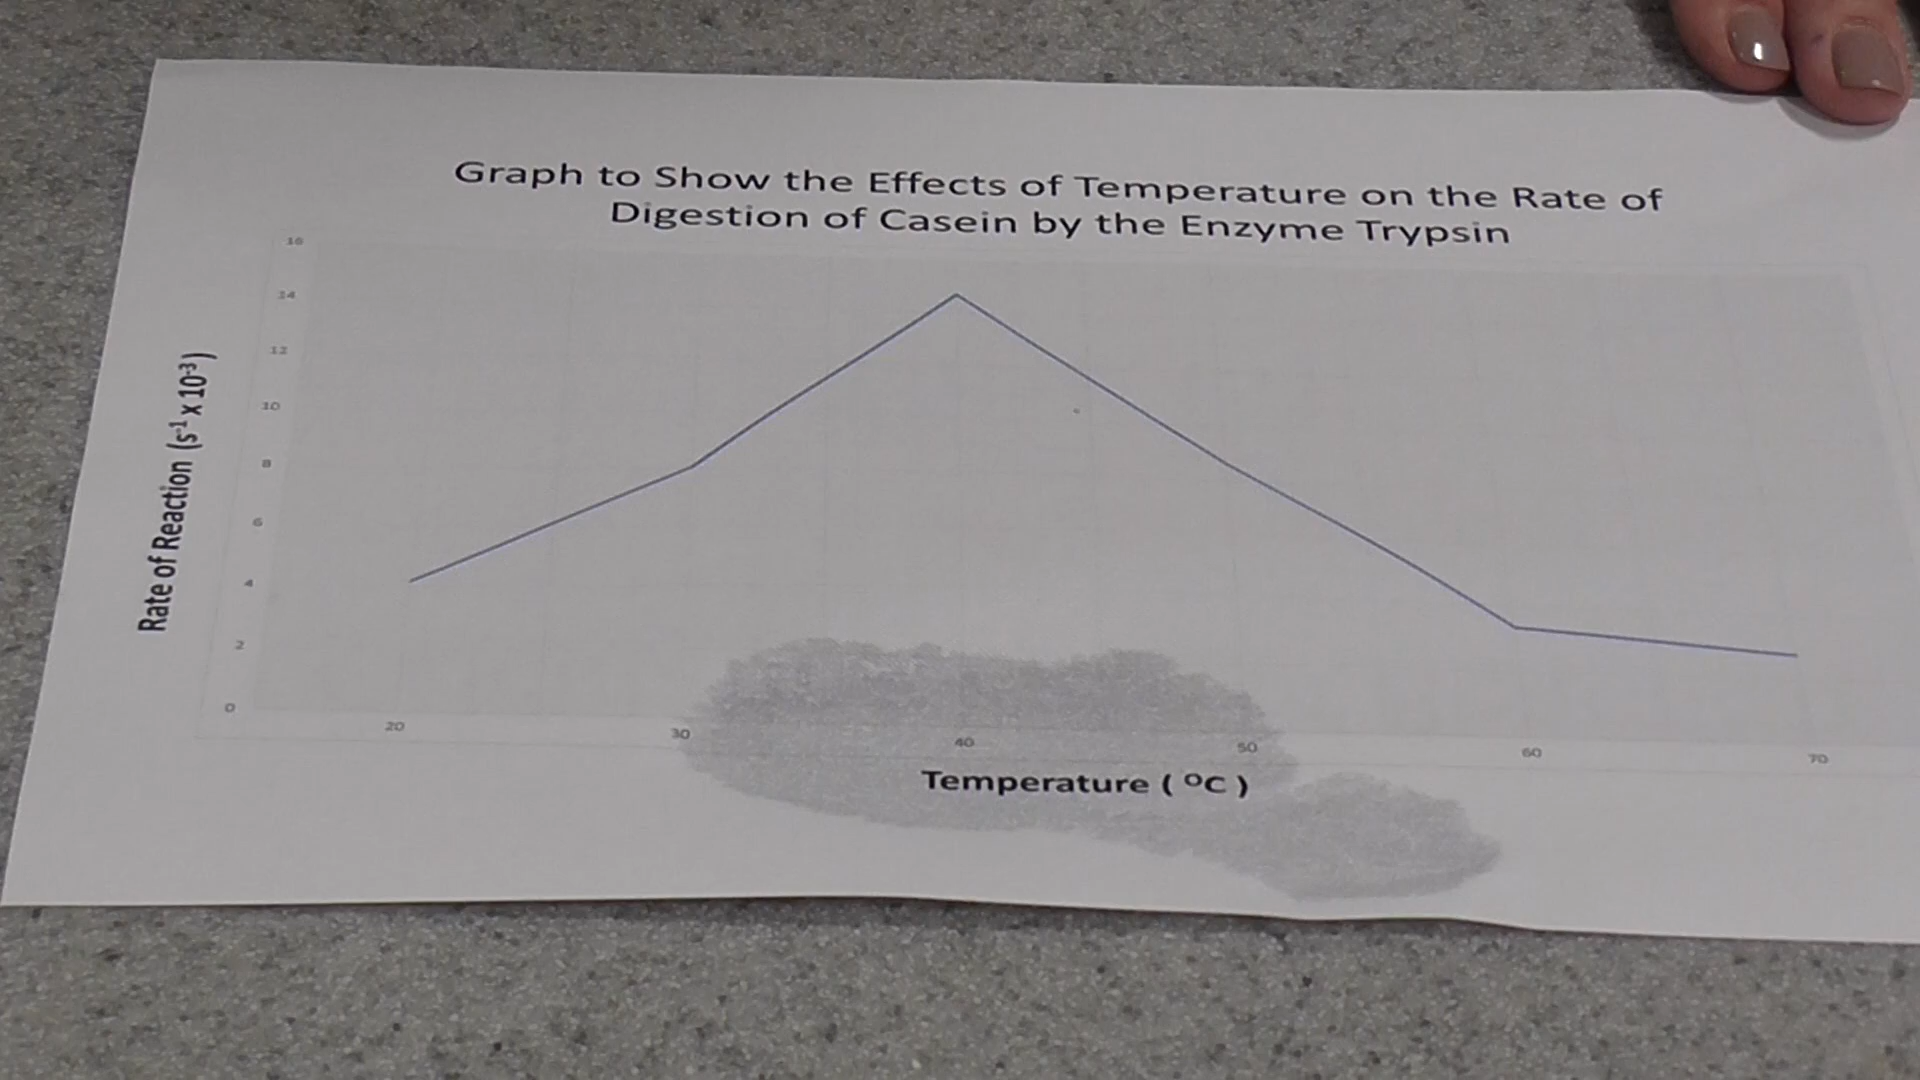 Graph to Show the Effects of Temperature on the Rate of
Digestion of Casein by the Enzyme Trypsin
Rate of Reaction (s⁻¹ x 10⁻³)
16
14
12
10
8
6
4
2
0
20 30 40 50 60 70
Temperature ( ⁰C )